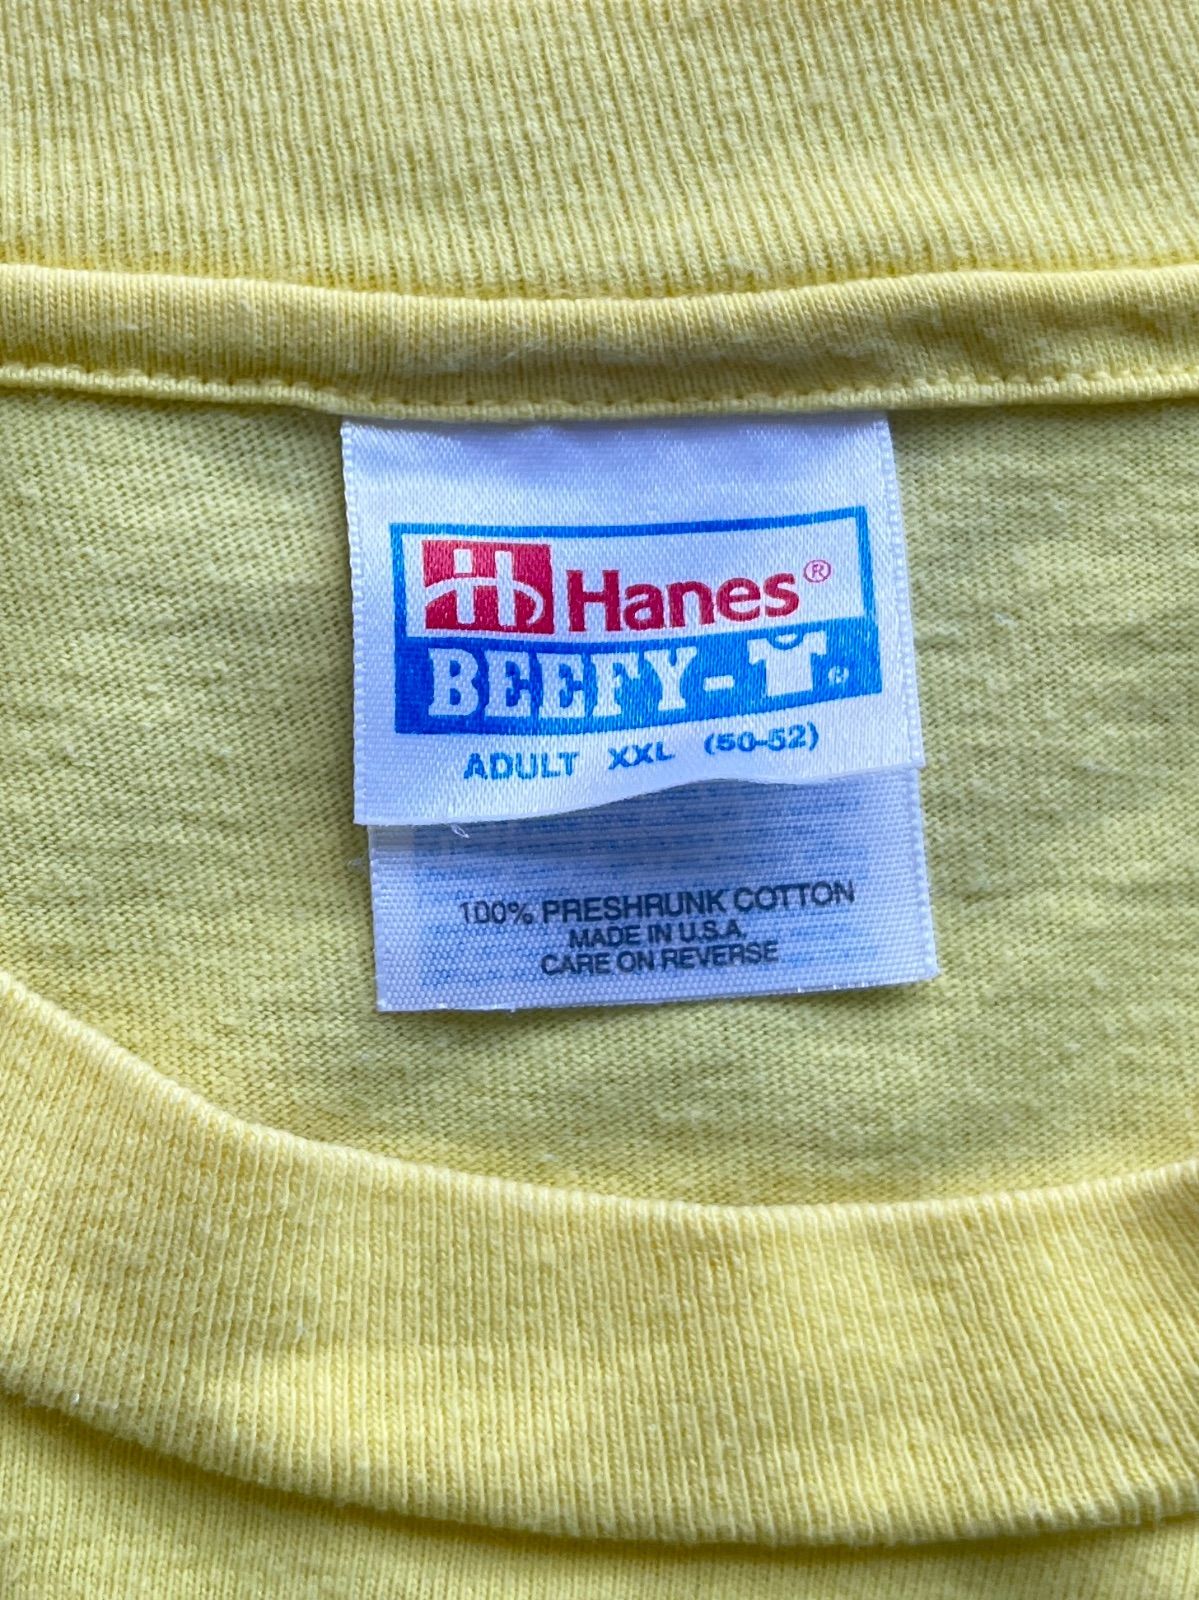 Hanes®
BEEFY-T®
ADULT XXL (50-52)
100% PRESHRUNK COTTON
MADE IN U.S.A.
CARE ON REVERSE